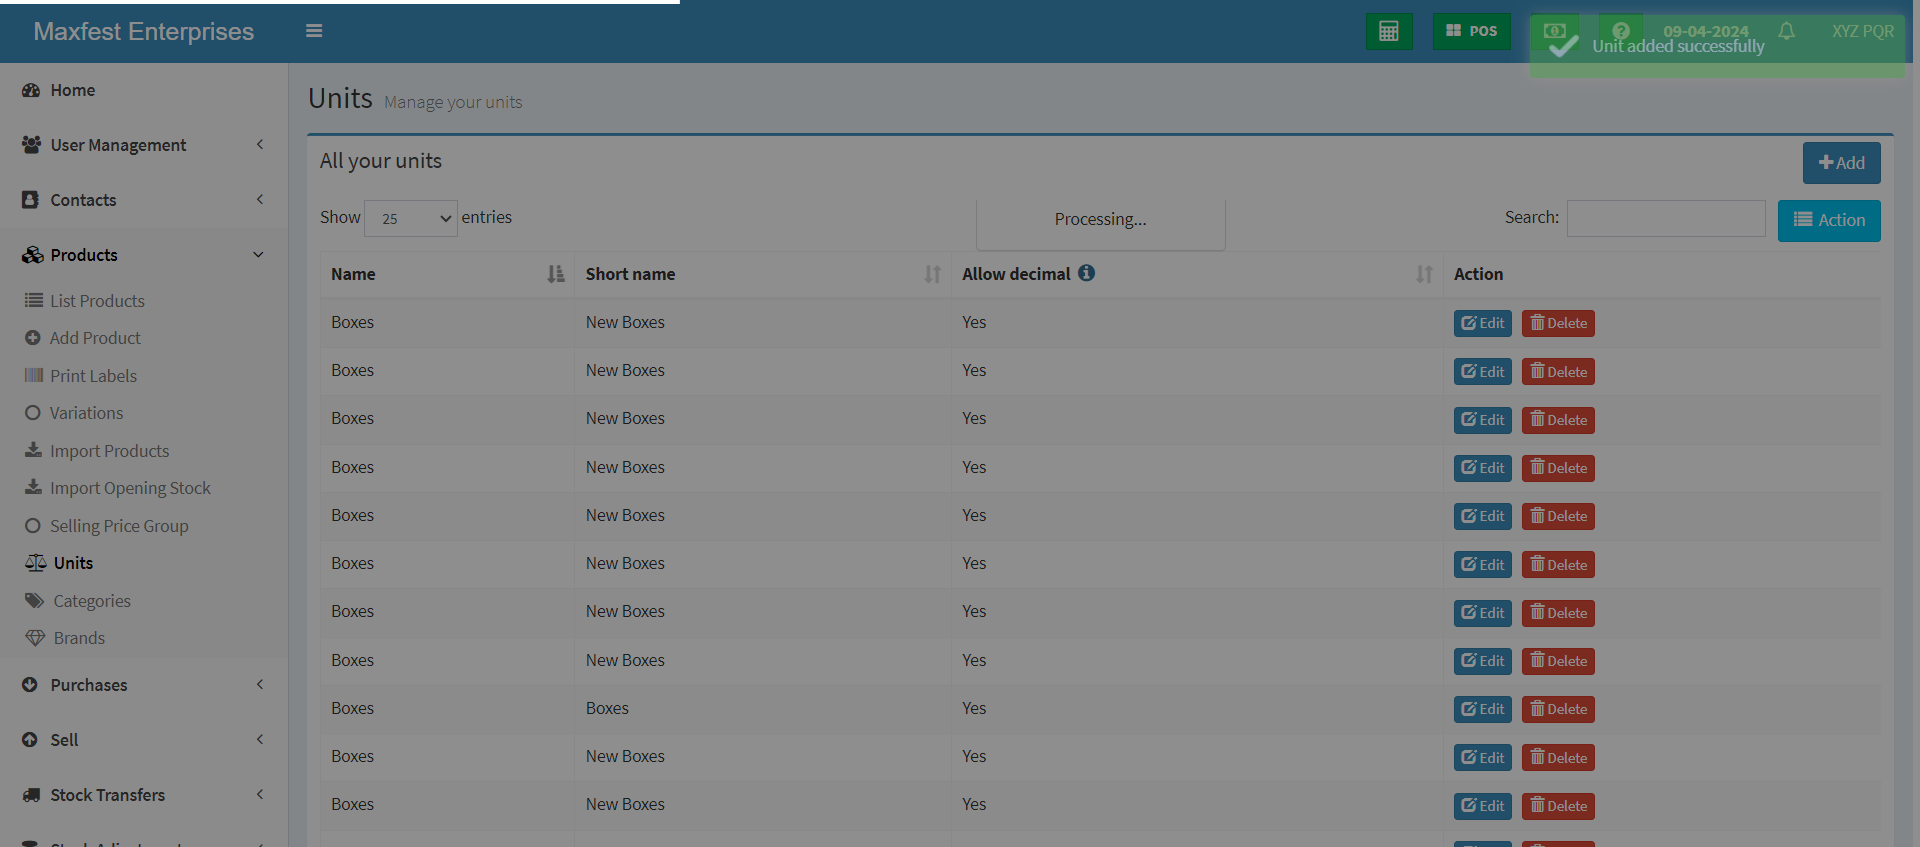 Maxfest Enterprises
POS
09-04-2024
XYZ PQR
Unit added successfully
Home
User Management
Contacts
Products
List Products
Add Product
Print Labels
Variations
Import Products
Import Opening Stock
Selling Price Group
Units
Categories
Brands
Purchases
Sell
Stock Transfers
Units Manage your units
All your units
Add
Show 25 entries
Processing...
Search:
Action
Name Short name Allow decimal Action
Boxes New Boxes Yes Edit Delete
Boxes New Boxes Yes Edit Delete
Boxes New Boxes Yes Edit Delete
Boxes New Boxes Yes Edit Delete
Boxes New Boxes Yes Edit Delete
Boxes New Boxes Yes Edit Delete
Boxes New Boxes Yes Edit Delete
Boxes New Boxes Yes Edit Delete
Boxes Boxes Yes Edit Delete
Boxes New Boxes Yes Edit Delete
Boxes New Boxes Yes Edit Delete